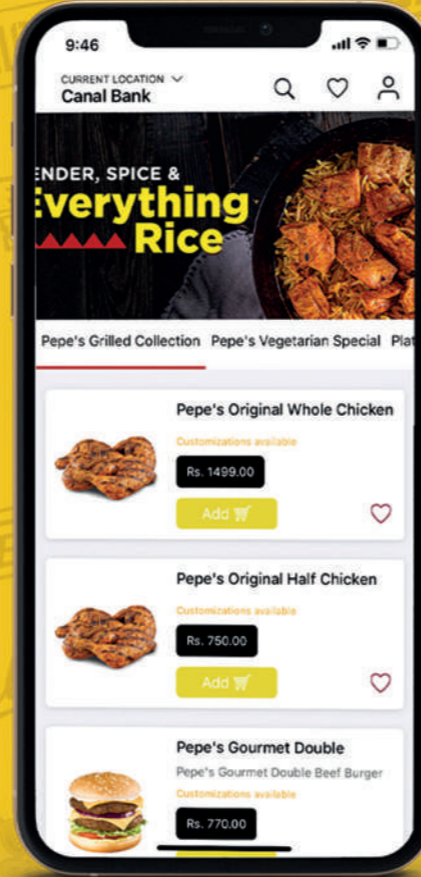 9:46
CURRENT LOCATION
Canal Bank
ENDER, SPICE &
Everything
Rice
Pepe's Grilled Collection Pepe's Vegetarian Special Plat
Pepe's Original Whole Chicken
Customizations available
Rs. 1499.00
Add
Pepe's Original Half Chicken
Customizations available
Rs. 750.00
Add
Pepe's Gourmet Double
Pepe's Gourmet Double Beef Burger
Customizations available
Rs. 770.00